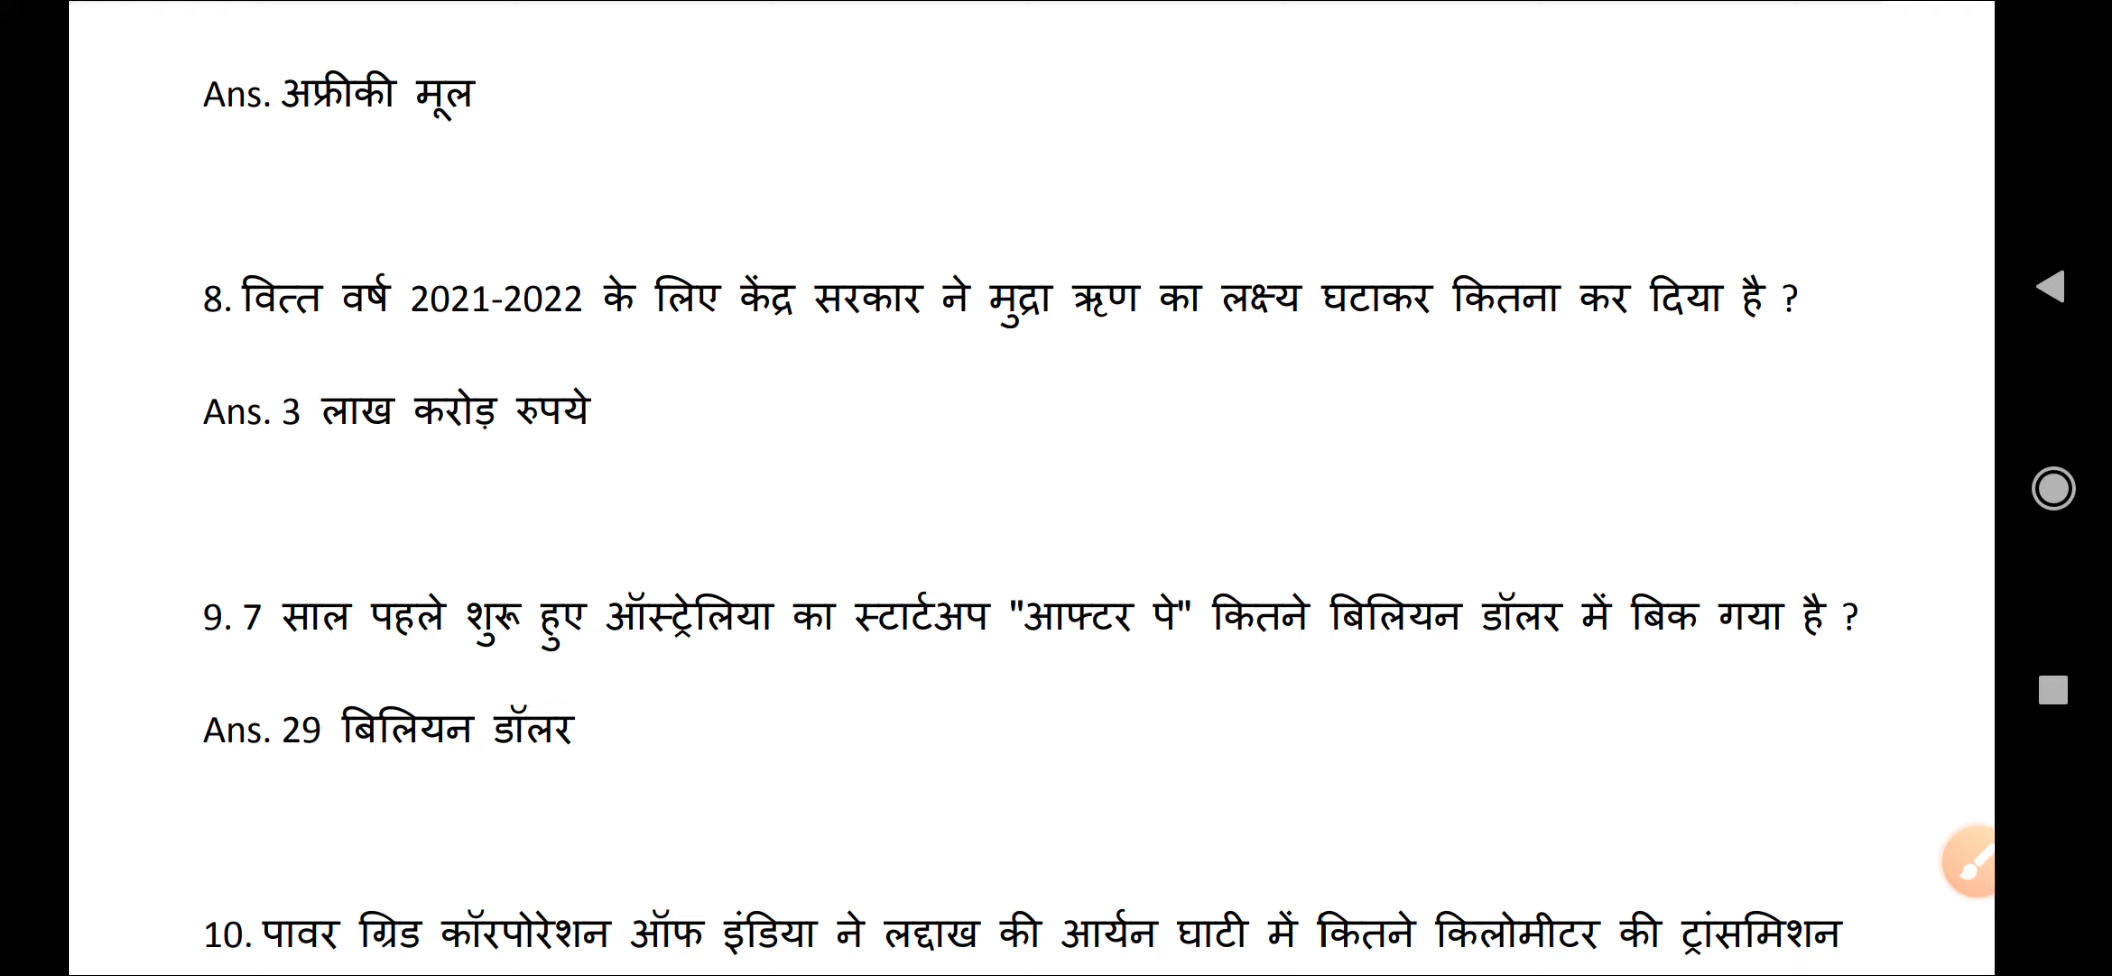 Ans. अफ्रीकी मूल
8. वित्त वर्ष 2021-2022 के लिए केंद्र सरकार ने मुद्रा ऋण का लक्ष्य घटाकर कितना कर दिया है ?
Ans. 3 लाख करोड़ रुपये
9. 7 साल पहले शुरू हुए ऑस्ट्रेलिया का स्टार्टअप "आफ्टर पे" कितने बिलियन डॉलर में बिक गया है ?
Ans. 29 बिलियन डॉलर
10. पावर ग्रिड कॉरपोरेशन ऑफ इंडिया ने लद्दाख की आर्यन घाटी में कितने किलोमीटर की ट्रांसमिशन